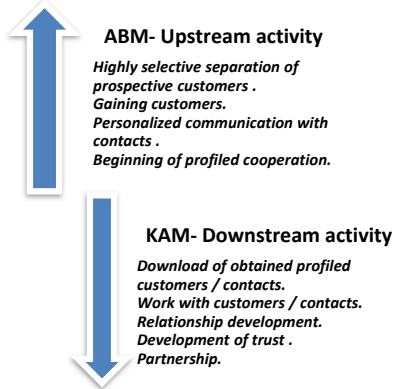 ABM- Upstream activity
Highly selective separation of
prospective customers .
Gaining customers.
Personalized communication with
contacts .
Beginning of profiled cooperation.
KAM- Downstream activity
Download of obtained profiled
customers / contacts.
Work with customers / contacts.
Relationship development.
Development of trust .
Partnership.